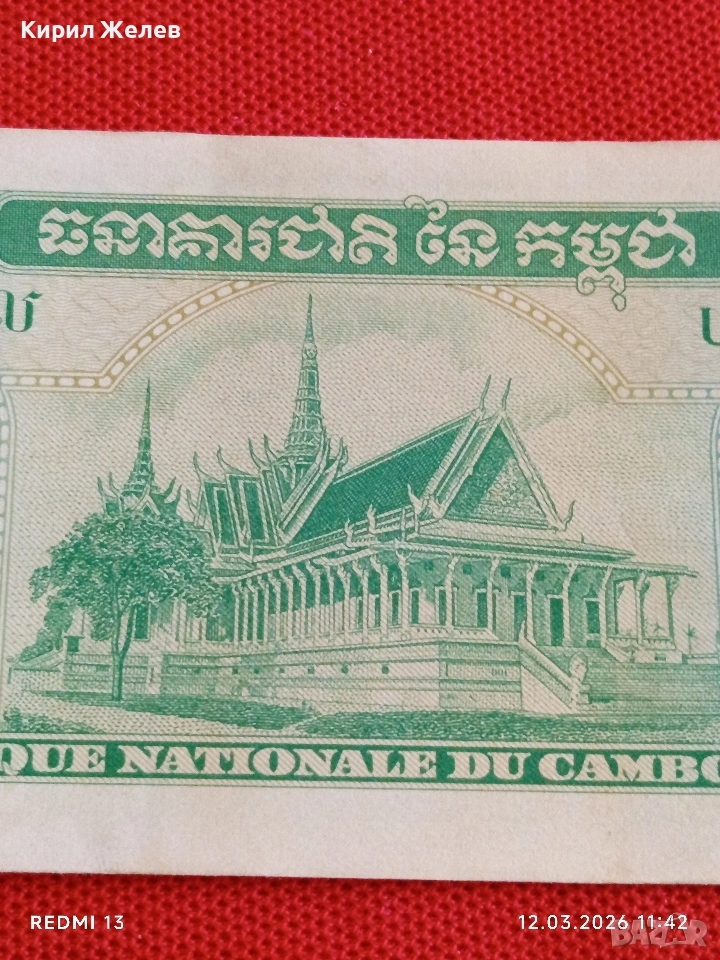 Кирил Желев
ធនាគារជាតិ នៃ កម្ពុជា
QUE NATIONALE DU CAMBO
REDMI 13
12.03.2026 11:42
BAZAR